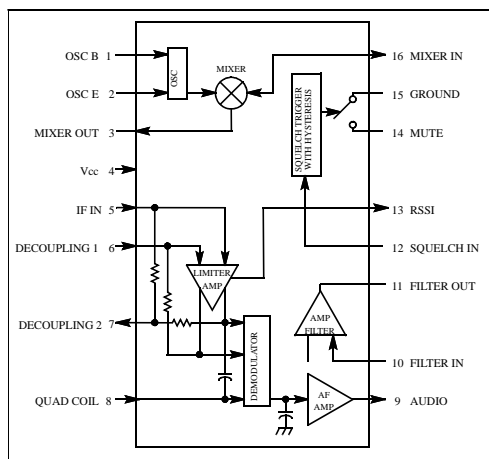 OSC B 1
OSC E 2
MIXER OUT 3
Vcc 4
IF IN 5
DECOUPLING 1 6
DECOUPLING 2 7
QUAD COIL 8
OSC
MIXER
SQUELCH TRIGGER
WITH HYSTERESIS
LIMITER
AMP
DEMODULATOR
AMP
FILTER
AF
AMP
16 MIXER IN
15 GROUND
14 MUTE
13 RSSI
12 SQUELCH IN
11 FILTER OUT
10 FILTER IN
9 AUDIO